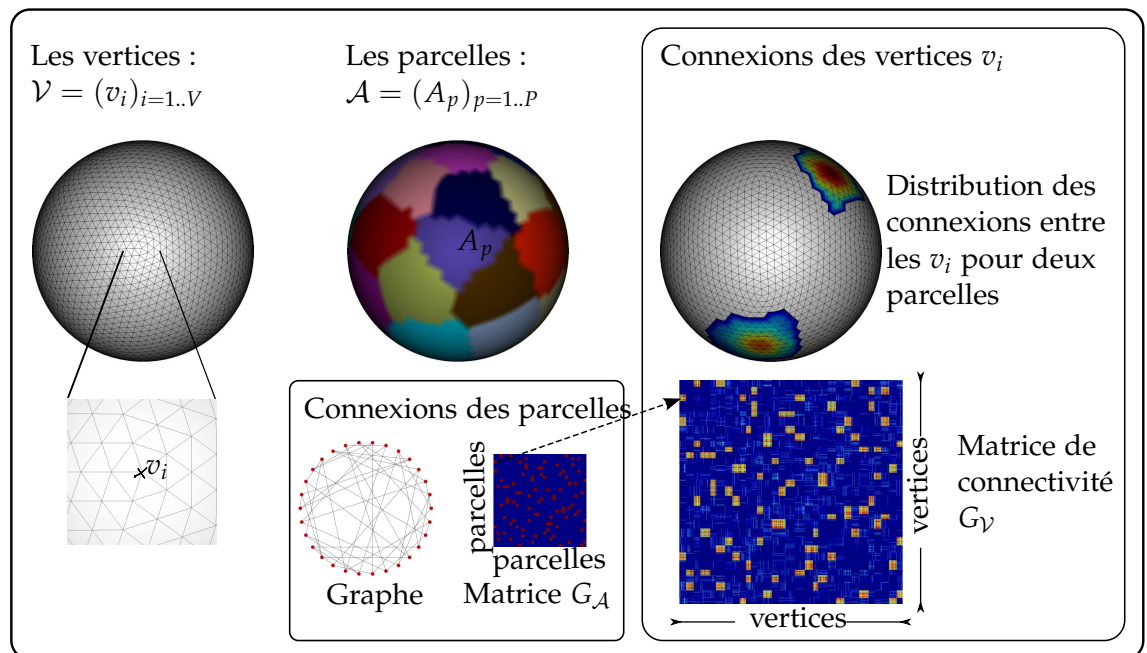 Les vertices :
𝒱 = (v_i)_{i=1..V}
Les parcelles :
𝒜 = (A_p)_{p=1..P}
Connexions des vertices v_i
A_p
Distribution des
connexions entre
les v_i pour deux
parcelles
v_i
Connexions des parcelles
parcelles
parcelles
Graphe
Matrice G_𝒜
vertices
vertices
Matrice de
connectivité
G_𝒱